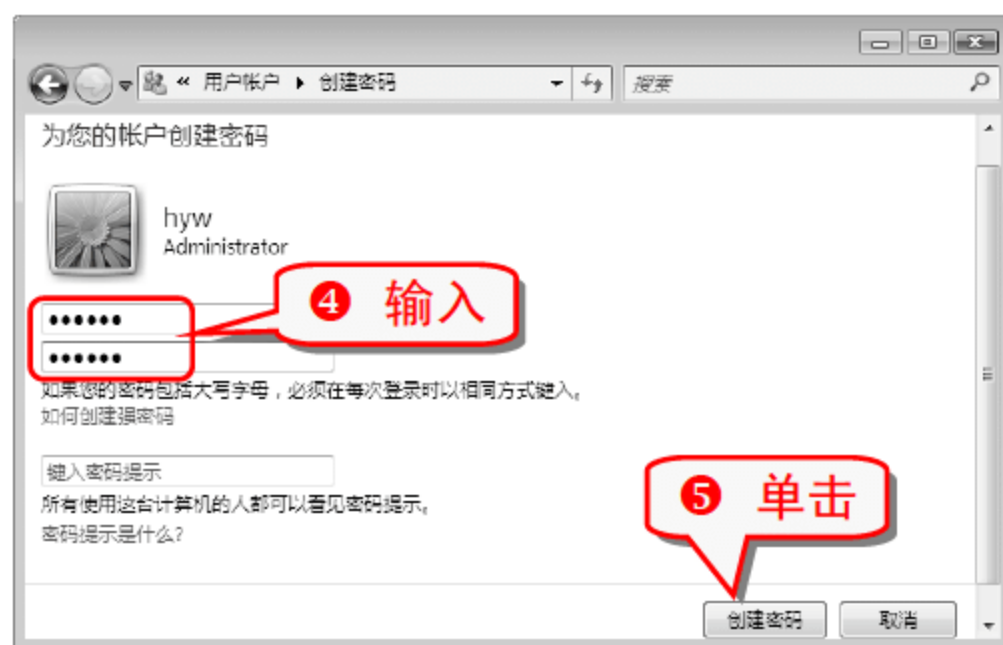 « 用户帐户 ▸ 创建密码
搜索
为您的帐户创建密码
hyw
Administrator
❹ 输入
●●●●●●
●●●●●●
如果您的密码包括大写字母，必须在每次登录时以相同方式键入。
如何创建强密码
键入密码提示
所有使用这台计算机的人都可以看见密码提示。
密码提示是什么?
❺ 单击
创建密码
取消